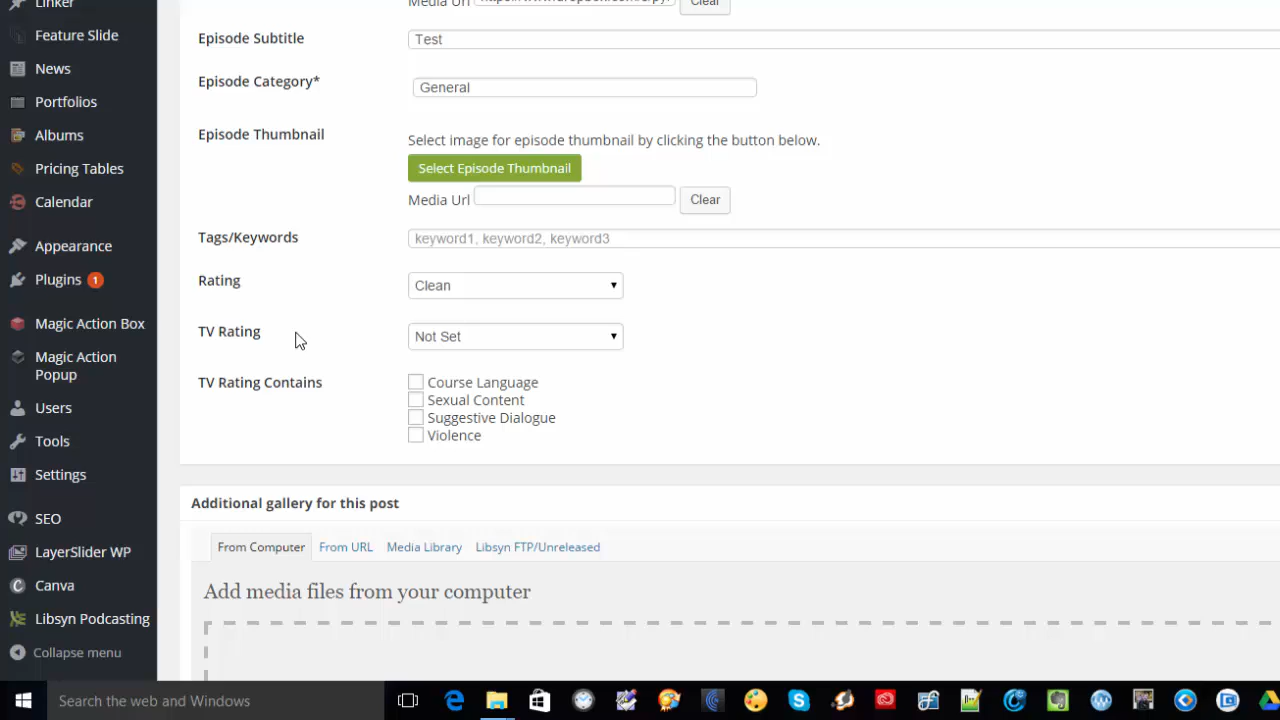 Linker
Media Url
Clear
Feature Slide
Episode Subtitle
Test
News
Episode Category*
General
Portfolios
Albums
Episode Thumbnail
Select image for episode thumbnail by clicking the button below.
Pricing Tables
Select Episode Thumbnail
Calendar
Media Url
Clear
Appearance
Tags/Keywords
keyword1, keyword2, keyword3
Plugins 1
Rating
Clean
Magic Action Box
TV Rating
Not Set
Magic Action
Popup
TV Rating Contains
Course Language
Sexual Content
Suggestive Dialogue
Violence
Users
Tools
Settings
Additional gallery for this post
SEO
From Computer
From URL
Media Library
Libsyn FTP/Unreleased
LayerSlider WP
Canva
Add media files from your computer
Libsyn Podcasting
Collapse menu
Search the web and Windows